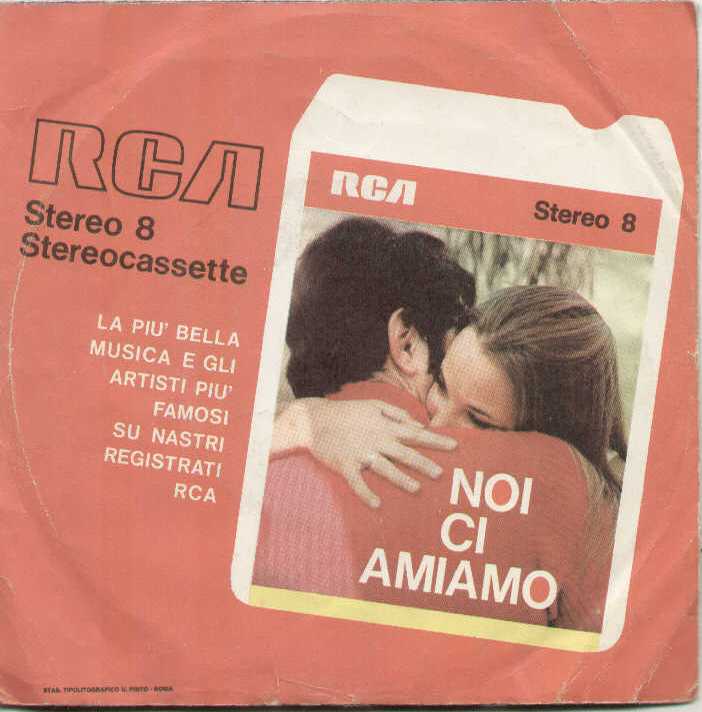 RCA
Stereo 8
Stereocassette
LA PIU' BELLA
MUSICA E GLI
ARTISTI PIU'
FAMOSI
SU NASTRI
REGISTRATI
RCA
RCA
Stereo 8
NOI
CI
AMIAMO
STAB. TIPOLITOGRAFICO U. PINTO - ROMA